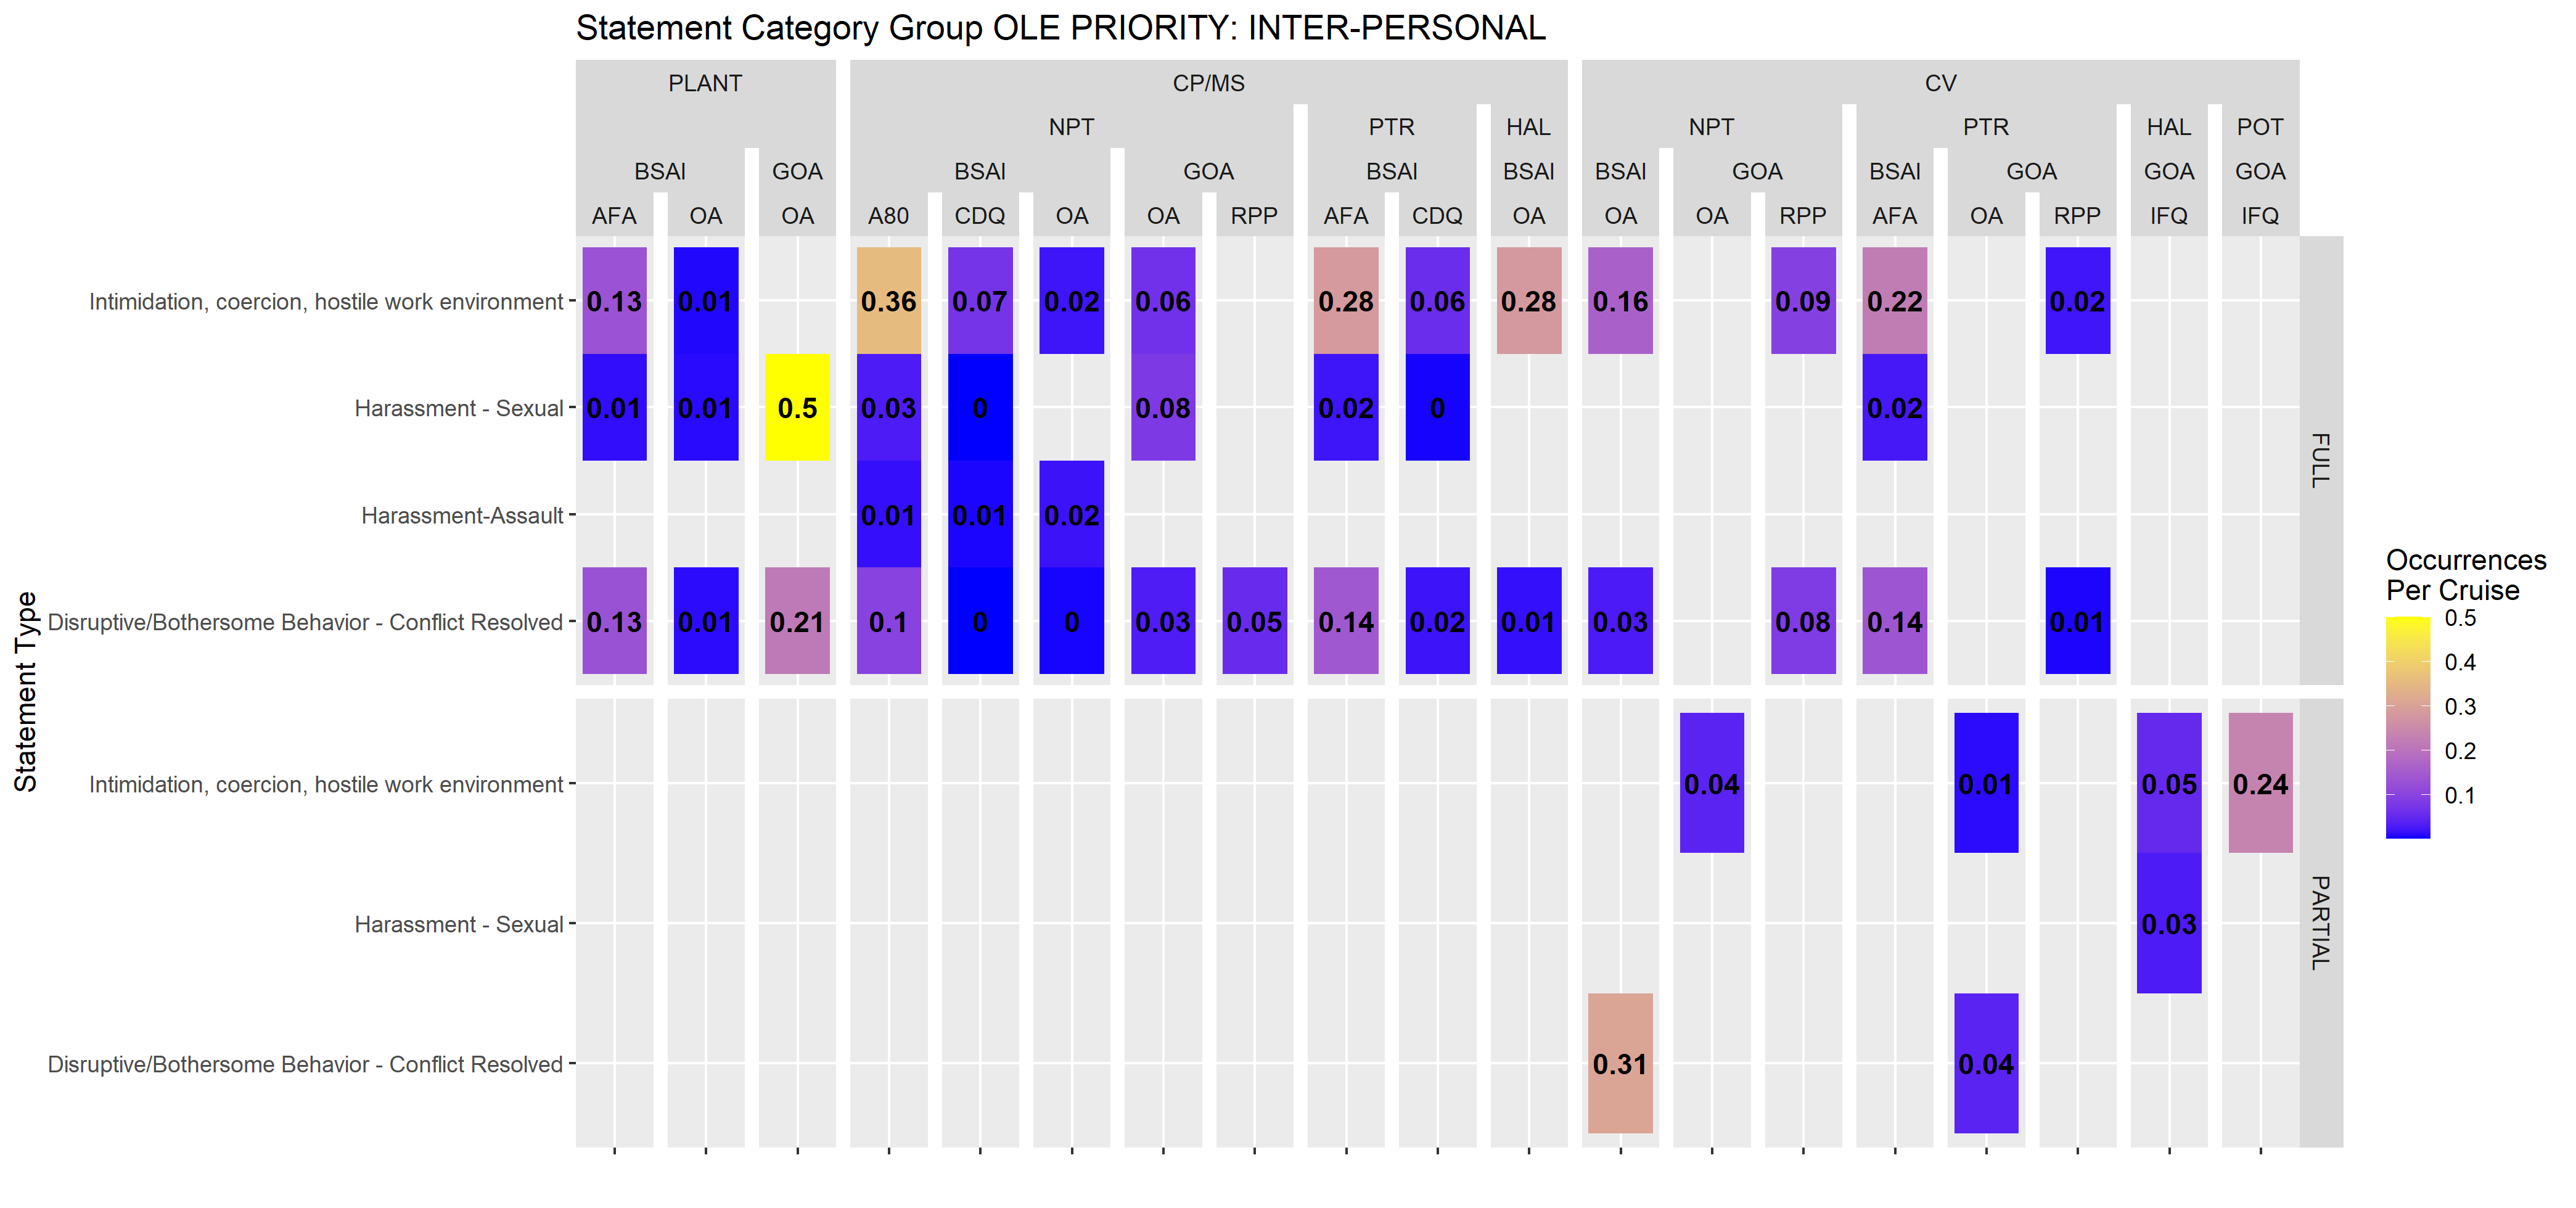 Statement Category Group OLE PRIORITY: INTER-PERSONAL
PLANT CP/MS CV
NPT PTR HAL NPT PTR HAL POT
BSAI GOA BSAI GOA BSAI BSAI BSAI GOA BSAI GOA GOA GOA
AFA OA OA A80 CDQ OA OA RPP AFA CDQ OA OA OA RPP AFA OA RPP IFQ IFQ
Intimidation, coercion, hostile work environment 0.13 0.01 0.36 0.07 0.02 0.06 0.28 0.06 0.28 0.16 0.09 0.22 0.02
Harassment - Sexual 0.01 0.01 0.5 0.03 0 0.08 0.02 0 0.02
Harassment-Assault 0.01 0.01 0.02
Disruptive/Bothersome Behavior - Conflict Resolved 0.13 0.01 0.21 0.1 0 0 0.03 0.05 0.14 0.02 0.01 0.03 0.08 0.14 0.01
FULL
Intimidation, coercion, hostile work environment 0.04 0.01 0.05 0.24
Harassment - Sexual 0.03
Disruptive/Bothersome Behavior - Conflict Resolved 0.31 0.04
PARTIAL
Statement Type
Occurrences
Per Cruise
0.5
0.4
0.3
0.2
0.1